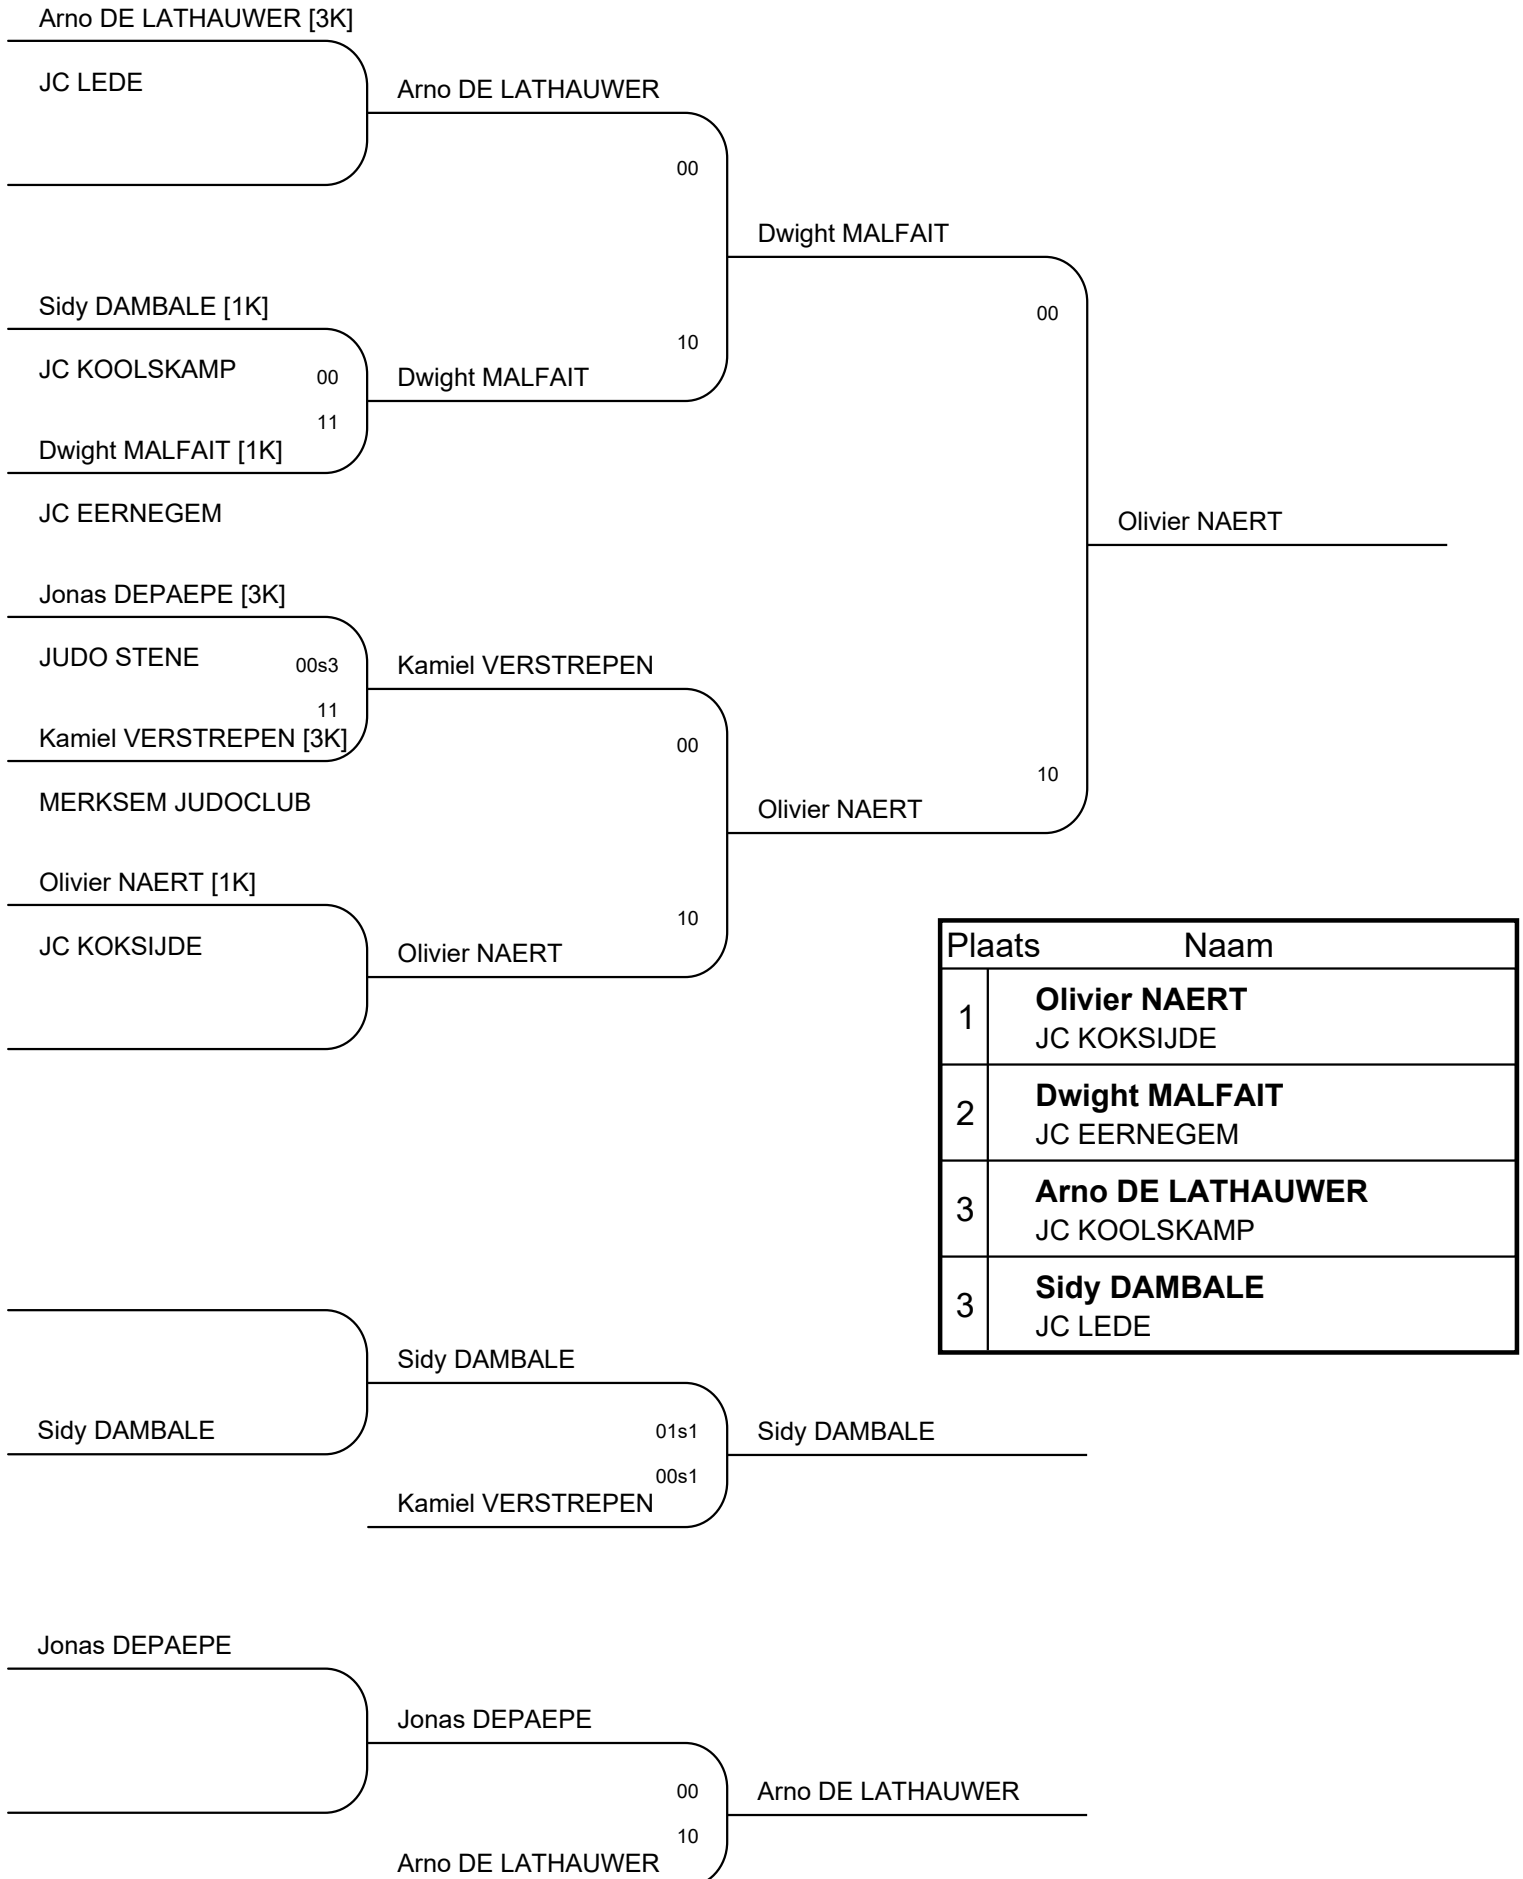 Arno DE LATHAUWER [3K]
JC LEDE
Arno DE LATHAUWER
00
Dwight MALFAIT
Sidy DAMBALE [1K]
00
10
JC KOOLSKAMP
00
Dwight MALFAIT
11
Dwight MALFAIT [1K]
JC EERNEGEM
Olivier NAERT
Jonas DEPAEPE [3K]
JUDO STENE
00s3
Kamiel VERSTREPEN
11
Kamiel VERSTREPEN [3K]
00
10
MERKSEM JUDOCLUB
Olivier NAERT
Olivier NAERT [1K]
10
JC KOKSIJDE
Olivier NAERT
Plaats Naam
1 Olivier NAERT
JC KOKSIJDE
2 Dwight MALFAIT
JC EERNEGEM
3 Arno DE LATHAUWER
JC KOOLSKAMP
3 Sidy DAMBALE
JC LEDE
Sidy DAMBALE
Sidy DAMBALE
01s1
Sidy DAMBALE
00s1
Kamiel VERSTREPEN
Jonas DEPAEPE
Jonas DEPAEPE
00
Arno DE LATHAUWER
10
Arno DE LATHAUWER